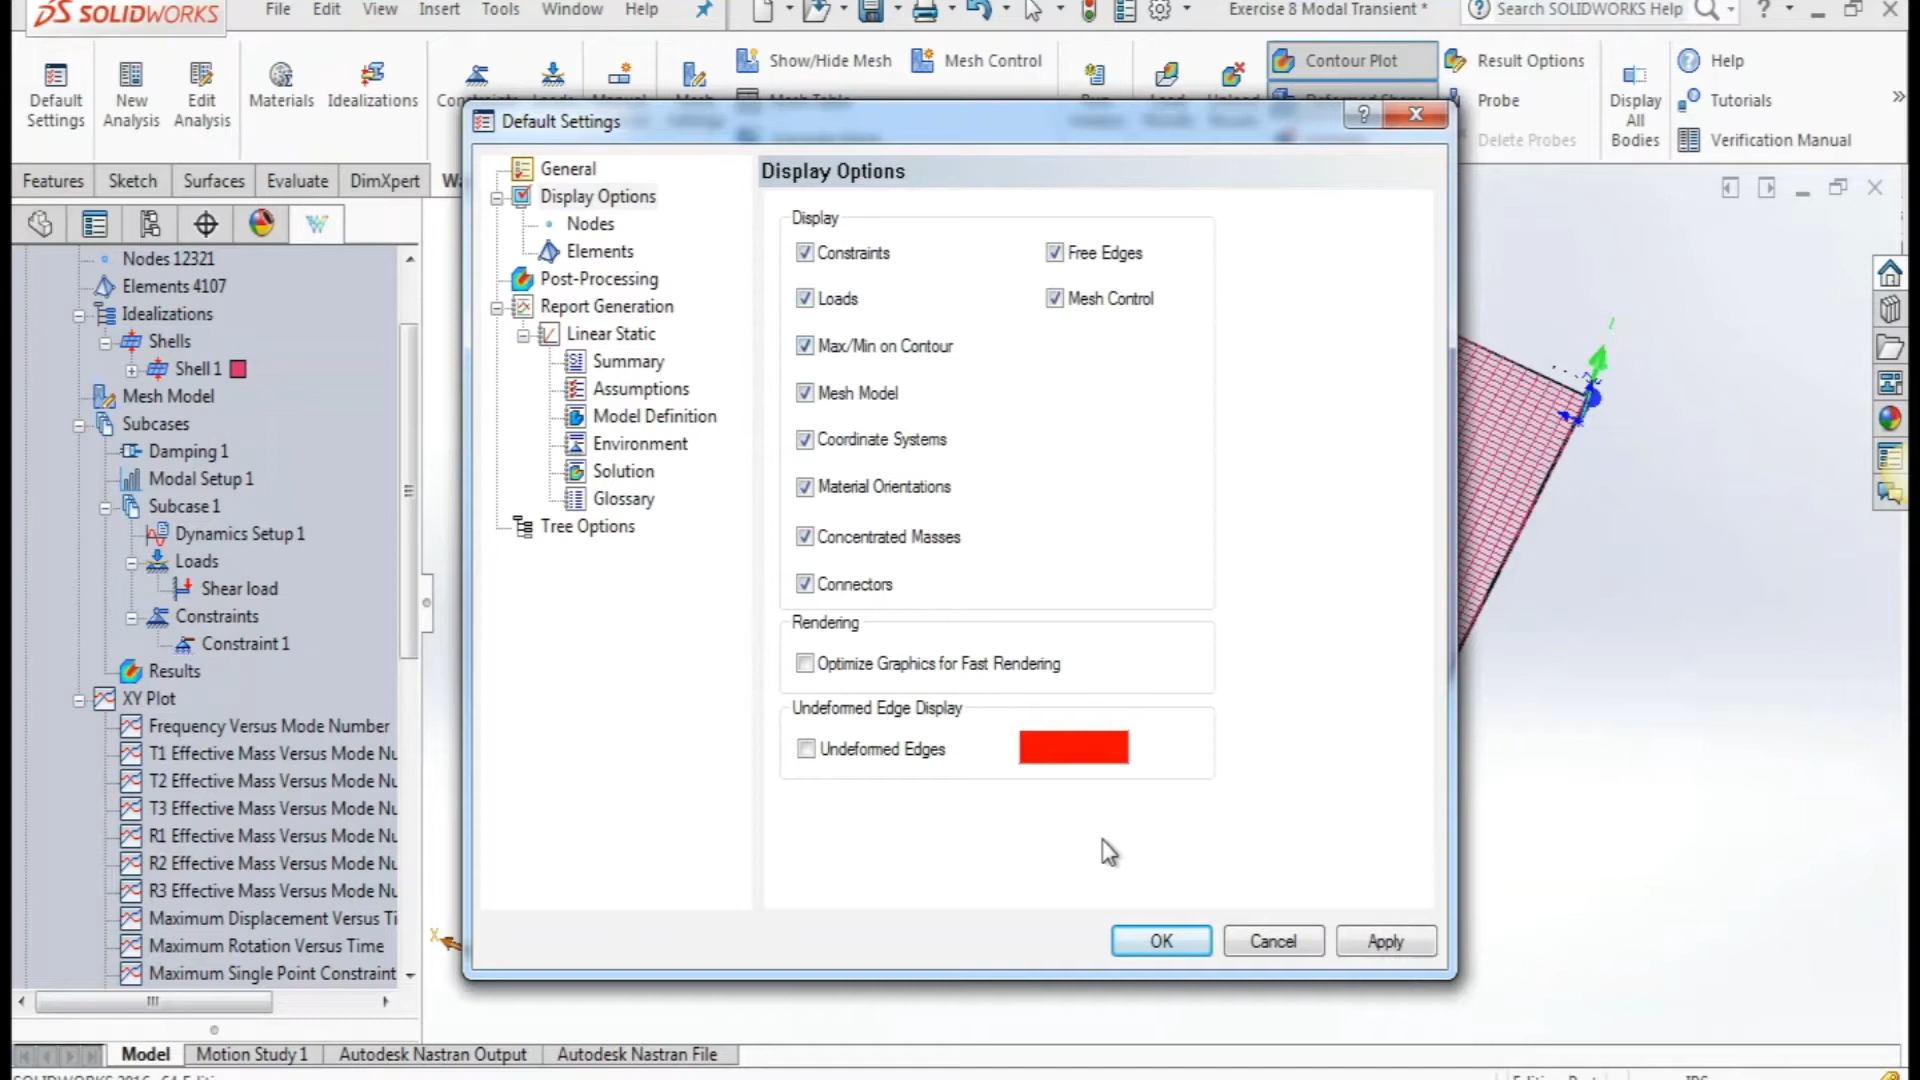 SOLIDWORKS
File Edit View Insert Tools Window Help
Exercise 8 Modal Transient *
Search SOLIDWORKS Help
Default Settings
New Analysis
Edit Analysis
Materials
Idealizations
Show/Hide Mesh
Mesh Control
Contour Plot
Result Options
Probe
Delete Probes
Display All Bodies
Help
Tutorials
Verification Manual
Features Sketch Surfaces Evaluate DimXpert
Nodes 12321
Elements 4107
Idealizations
Shells
Shell 1
Mesh Model
Subcases
Damping 1
Modal Setup 1
Subcase 1
Dynamics Setup 1
Loads
Shear load
Constraints
Constraint 1
Results
XY Plot
Frequency Versus Mode Number
T1 Effective Mass Versus Mode Nu
T2 Effective Mass Versus Mode Nu
T3 Effective Mass Versus Mode Nu
R1 Effective Mass Versus Mode Nu
R2 Effective Mass Versus Mode Nu
R3 Effective Mass Versus Mode Nu
Maximum Displacement Versus Ti
Maximum Rotation Versus Time
Maximum Single Point Constraint
Default Settings
General
Display Options
Nodes
Elements
Post-Processing
Report Generation
Linear Static
Summary
Assumptions
Model Definition
Environment
Solution
Glossary
Tree Options
Display Options
Display
Constraints
Free Edges
Loads
Mesh Control
Max/Min on Contour
Mesh Model
Coordinate Systems
Material Orientations
Concentrated Masses
Connectors
Rendering
Optimize Graphics for Fast Rendering
Undeformed Edge Display
Undeformed Edges
OK Cancel Apply
X
Model Motion Study 1 Autodesk Nastran Output Autodesk Nastran File